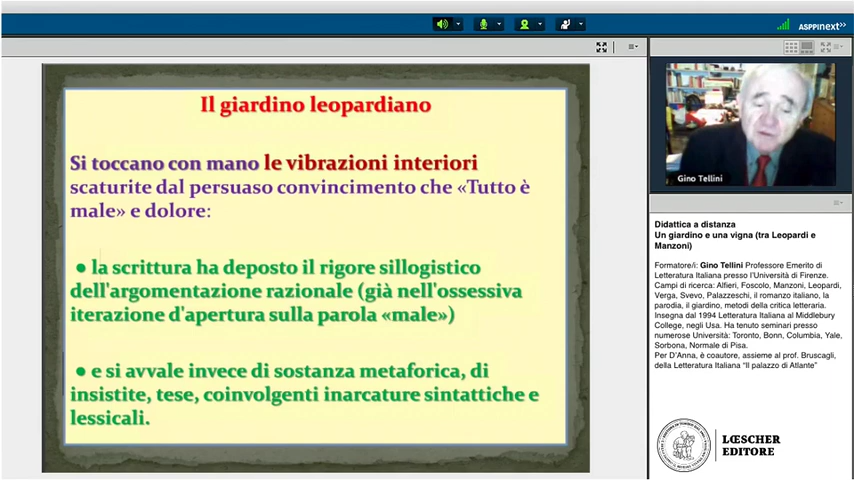 ASPPInext>>
Il giardino leopardiano
Si toccano con mano le vibrazioni interiori
scaturite dal persuaso convincimento che «Tutto è
male» e dolore:
● la scrittura ha deposto il rigore sillogistico
dell'argomentazione razionale (già nell'ossessiva
iterazione d'apertura sulla parola «male»)
● e si avvale invece di sostanza metaforica, di
insistite, tese, coinvolgenti inarcature sintattiche e
lessicali.
Gino Tellini
Didattica a distanza
Un giardino e una vigna (tra Leopardi e
Manzoni)
Formatore/i: Gino Tellini Professore Emerito di
Letteratura Italiana presso l'Università di Firenze.
Campi di ricerca: Alfieri, Foscolo, Manzoni, Leopardi,
Verga, Svevo, Palazzeschi, il romanzo italiano, la
parodia, il giardino, metodi della critica letteraria.
Insegna dal 1994 Letteratura Italiana al Middlebury
College, negli Usa. Ha tenuto seminari presso
numerose Università: Toronto, Bonn, Columbia, Yale,
Sorbona, Normale di Pisa.
Per D'Anna, è coautore, assieme al prof. Bruscagli,
della Letteratura Italiana "Il palazzo di Atlante"
LŒSCHER
EDITORE